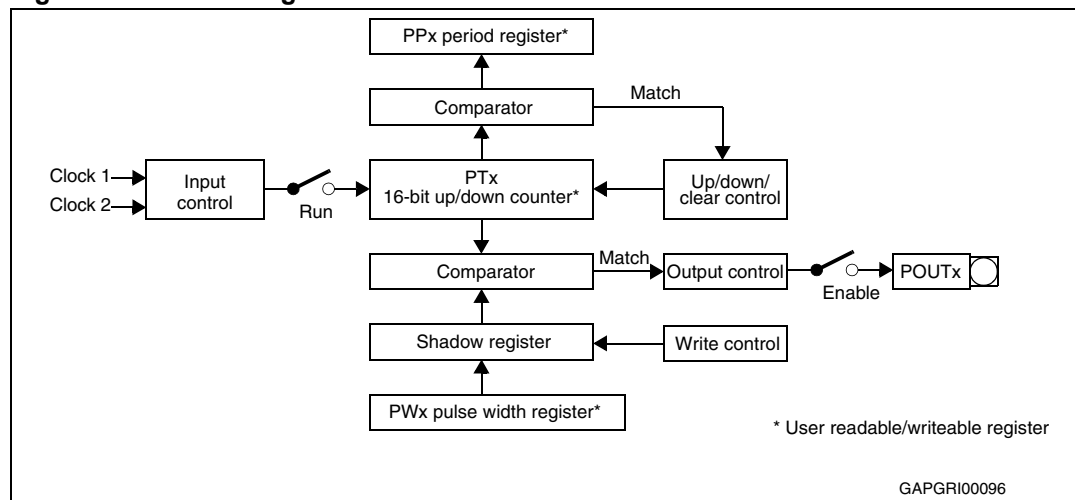 PPx period register*
Comparator
Match
Clock 1
Clock 2
Input
control
Run
PTx
16-bit up/down counter*
Up/down/
clear control
Comparator
Match
Output control
Enable
POUTx
Shadow register
Write control
PWx pulse width register*
* User readable/writeable register
GAPGRI00096